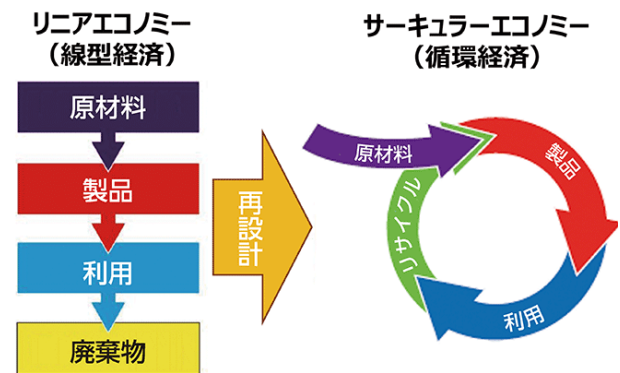 リニアエコノミー
（線型経済）
原材料
製品
利用
廃棄物
再設計
サーキュラーエコノミー
（循環経済）
原材料
製品
利用
リサイクル